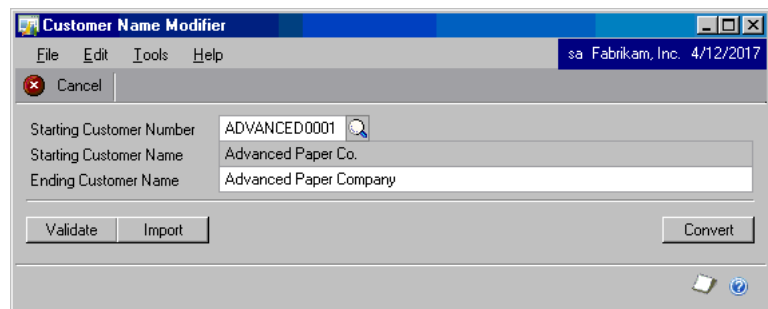 Customer Name Modifier
File Edit Tools Help sa Fabrikam, Inc. 4/12/2017
Cancel
Starting Customer Number ADVANCED0001
Starting Customer Name Advanced Paper Co.
Ending Customer Name Advanced Paper Company
Validate Import Convert